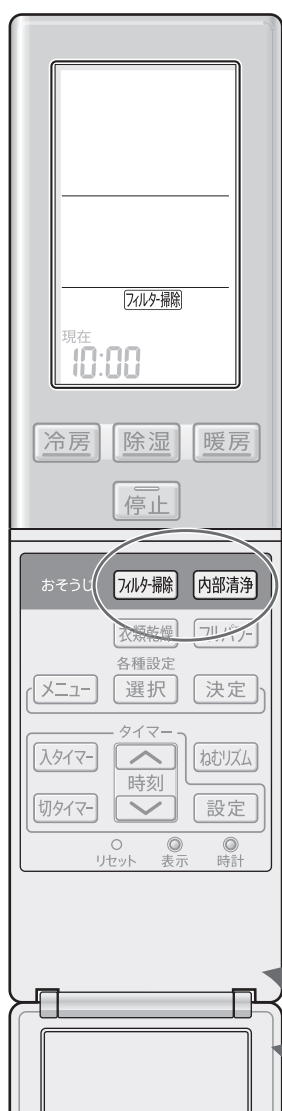 フィルター掃除
現在
10:00
冷房 除湿 暖房
停止
おそうじ フィルター掃除 内部清浄
衣類乾燥 フルパワー
各種設定
メニュー 選択 決定
タイマー
入タイマー 時刻 ねむリズム
切タイマー 設定
リセット 表示 時計